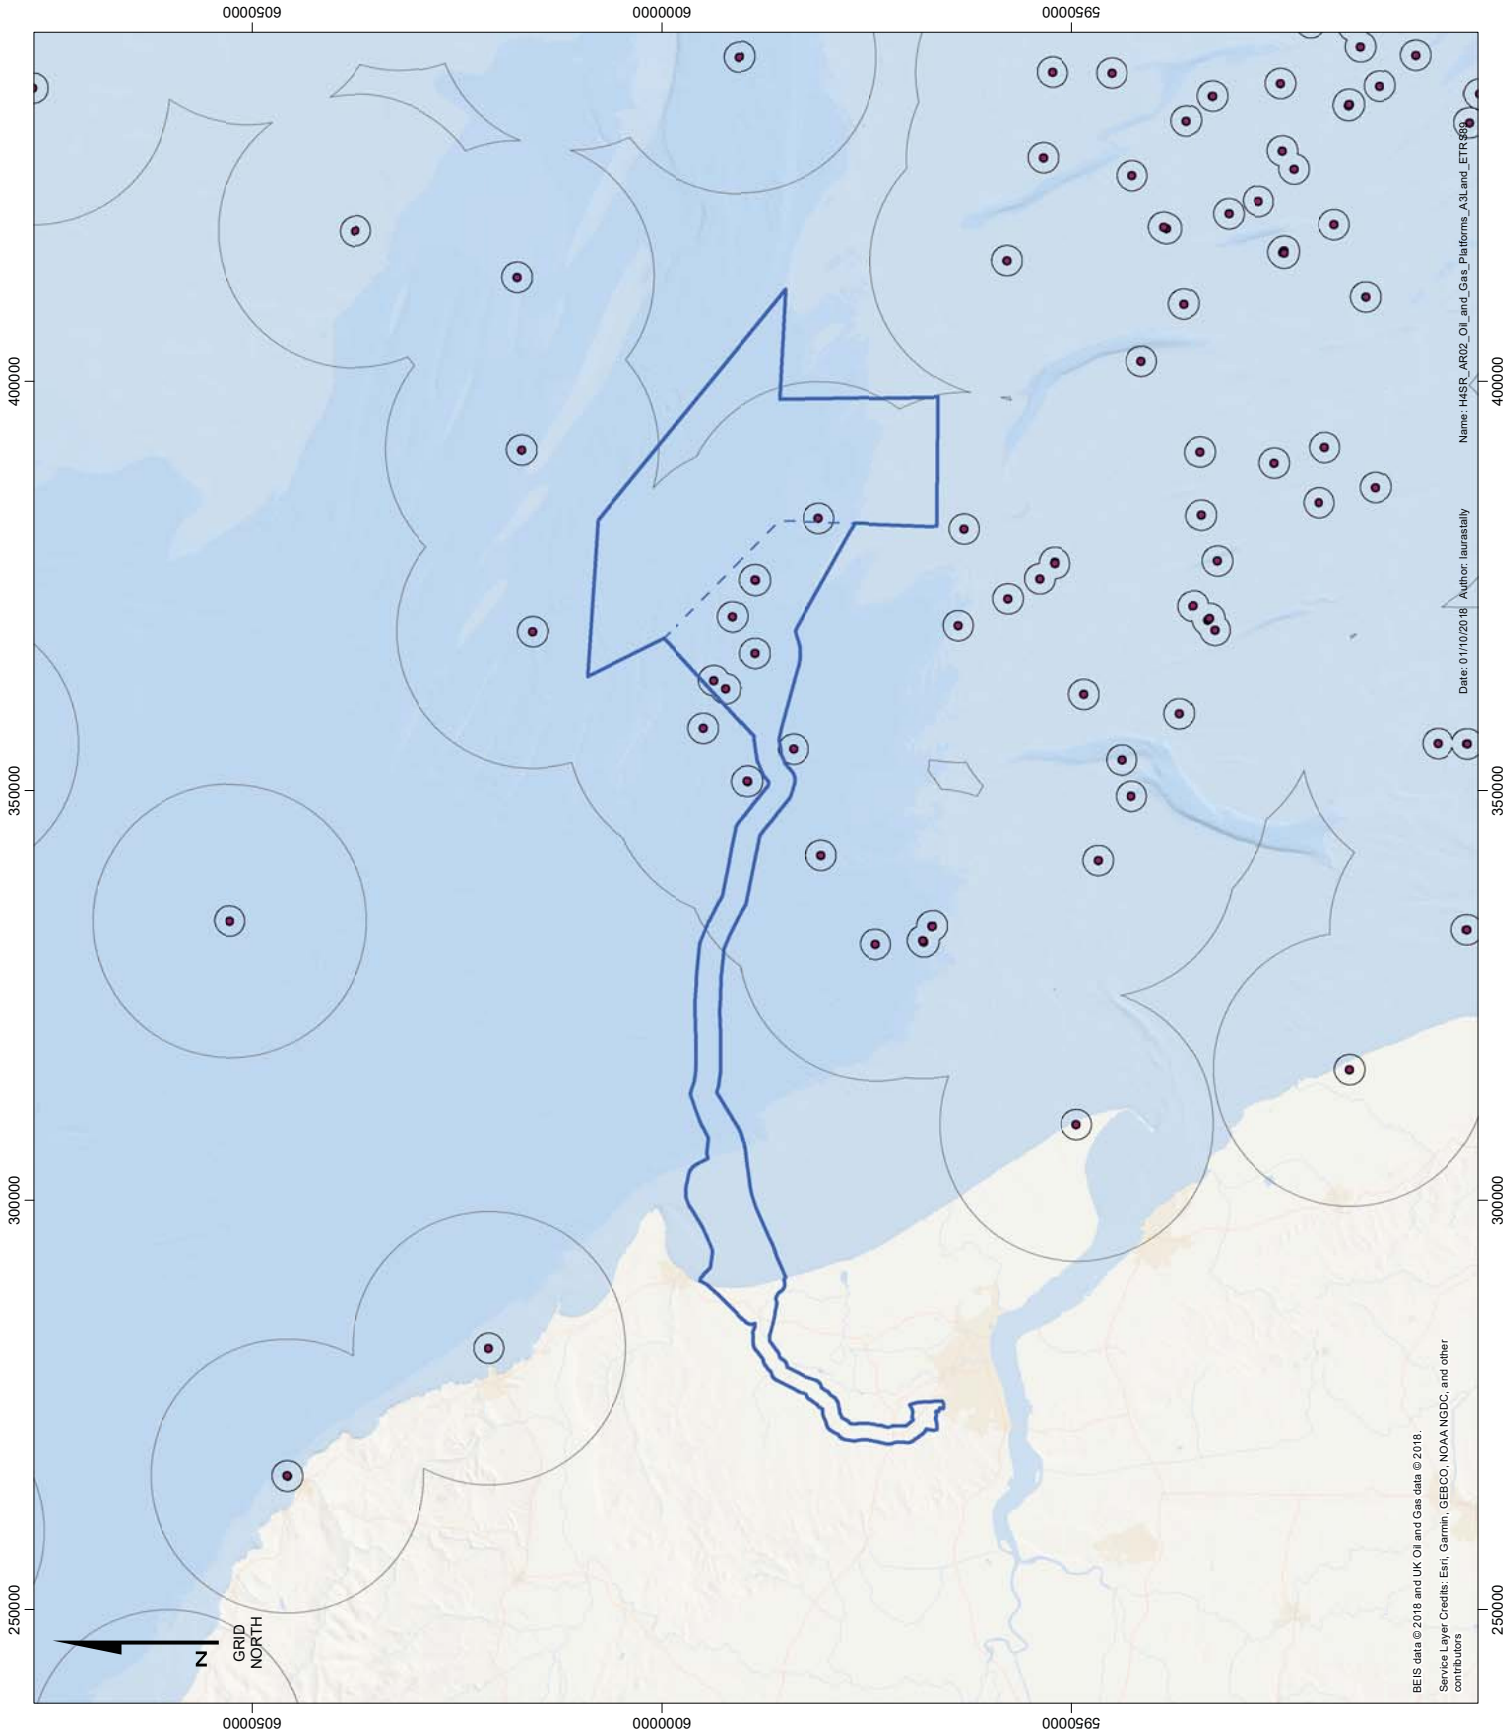 250000
300000
350000
400000
6050000
6050000
N
GRID
NORTH
6000000
6000000
5950000
5950000
BEIS data © 2018 and UK Oil and Gas data © 2018.
Service Layer Credits: Esri, Garmin, GEBCO, NOAA NGDC, and other
contributors
Date: 01/10/2018 Author: laurastally Name: H4SR_AR02_Oil_and_Gas_Platforms_A3Land_ETRS89
250000
300000
350000
400000